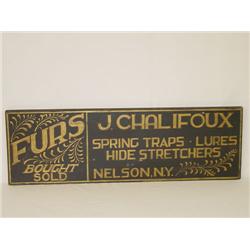 FURS
BOUGHT
SOLD
J. CHALIFOUX
SPRING TRAPS · LURES
HIDE STRETCHERS
NELSON, N.Y.